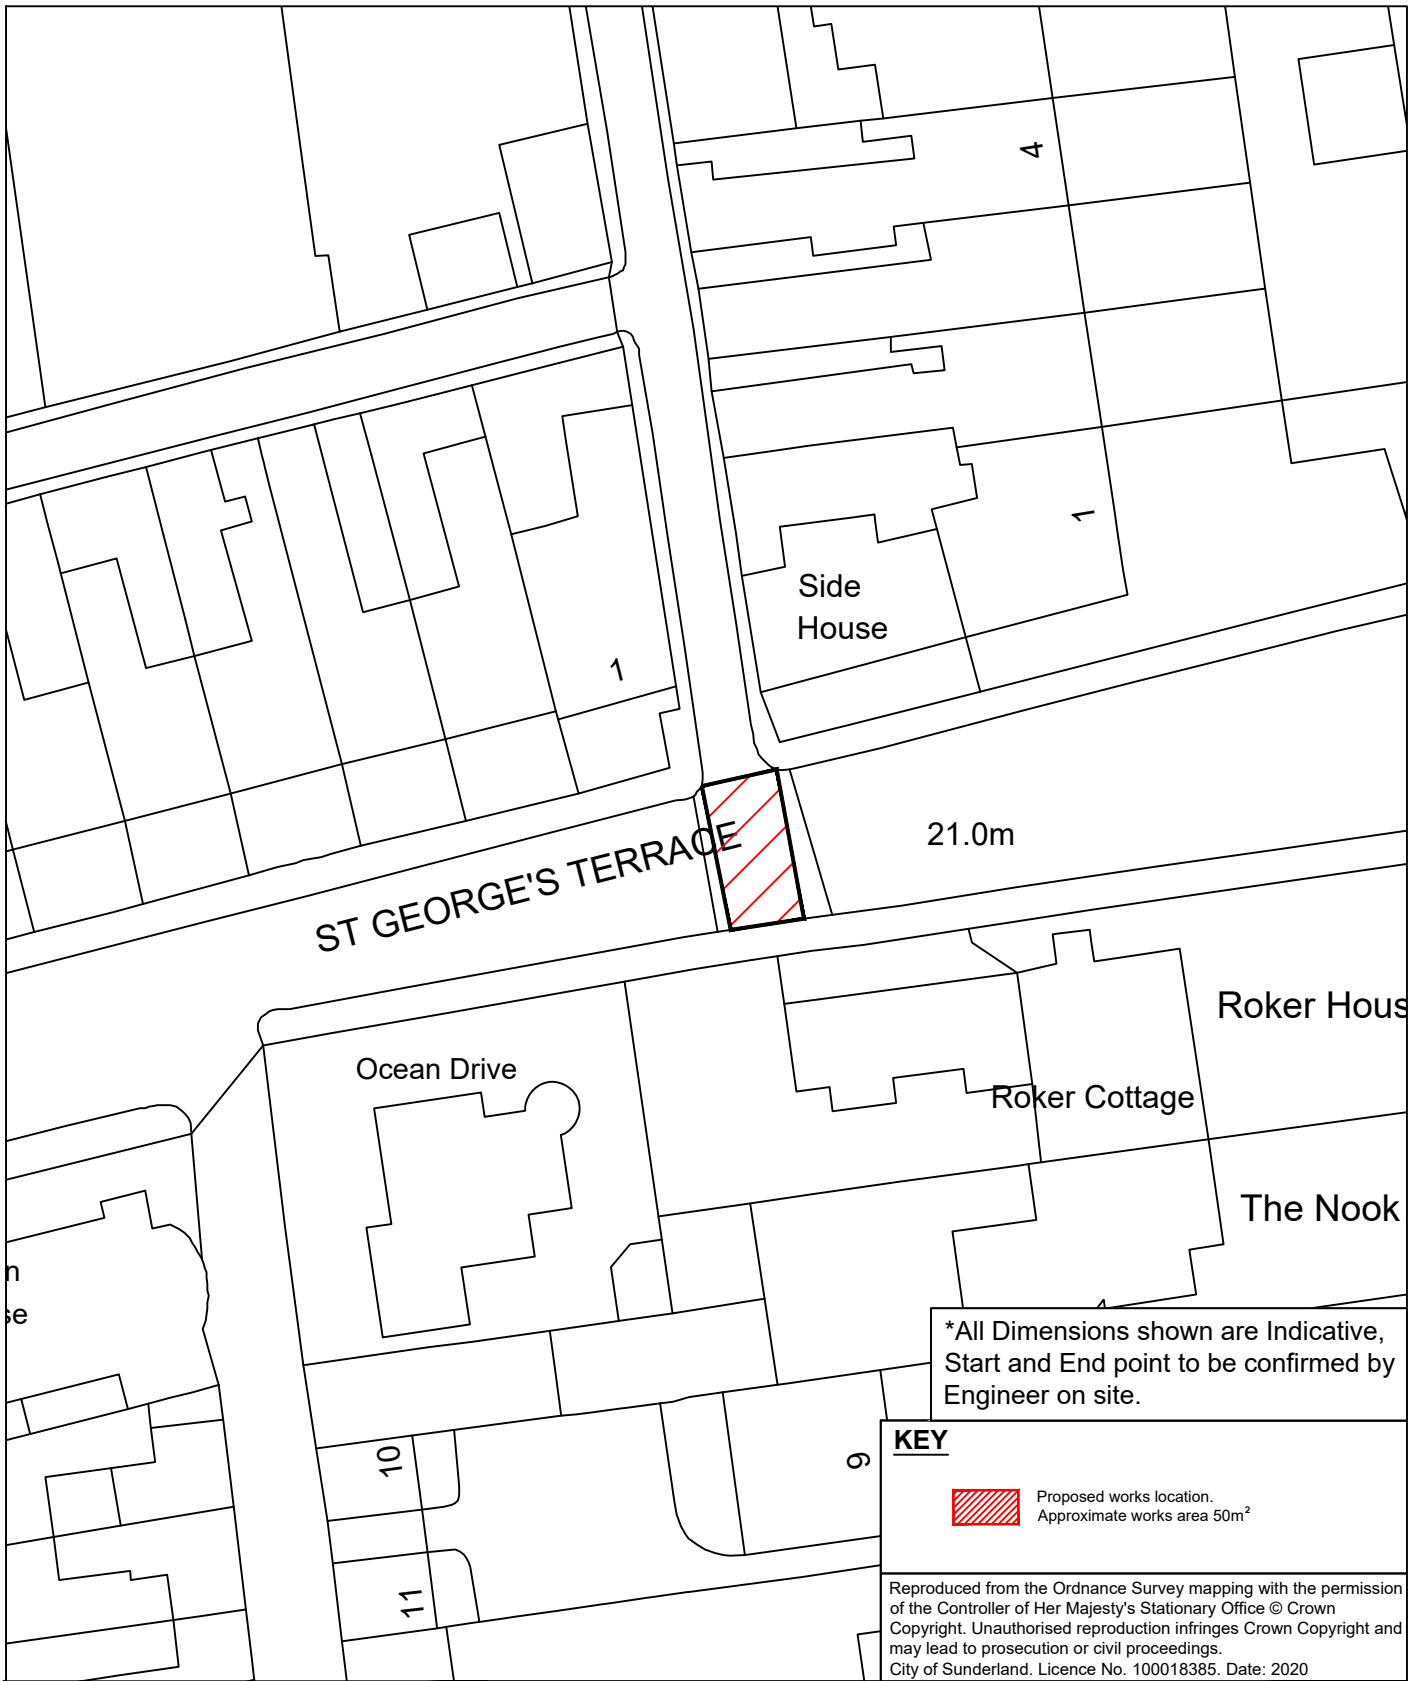 4
1
Side
House
1
21.0m
ST GEORGE'S TERRACE
Roker Hous
Ocean Drive
Roker Cottage
The Nook
n
se
*All Dimensions shown are Indicative,
Start and End point to be confirmed by
Engineer on site.
KEY
10
9
Proposed works location.
Approximate works area 50m²
11
Reproduced from the Ordnance Survey mapping with the permission
of the Controller of Her Majesty's Stationary Office © Crown
Copyright. Unauthorised reproduction infringes Crown Copyright and
may lead to prosecution or civil proceedings.
City of Sunderland. Licence No. 100018385. Date: 2020